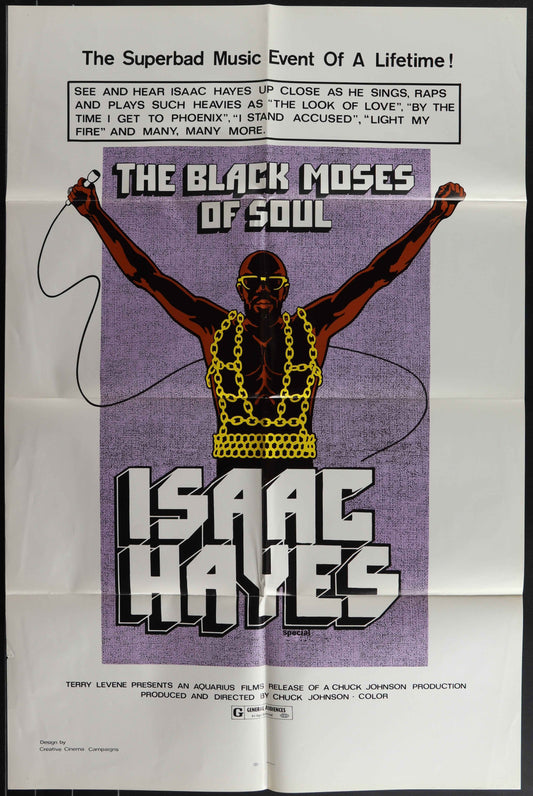 The Superbad Music Event Of A Lifetime!
SEE AND HEAR ISAAC HAYES UP CLOSE AS HE SINGS, RAPS
AND PLAYS SUCH HEAVIES AS "THE LOOK OF LOVE", "BY THE
TIME I GET TO PHOENIX", "I STAND ACCUSED", "LIGHT MY
FIRE" AND MANY, MANY MORE.
THE BLACK MOSES
OF SOUL
ISAAC
HAYES
special
TERRY LEVENE PRESENTS AN AQUARIUS FILMS RELEASE OF A CHUCK JOHNSON PRODUCTION
PRODUCED AND DIRECTED BY CHUCK JOHNSON · COLOR
G GENERAL AUDIENCES
Design by
Creative Cinema Campaigns